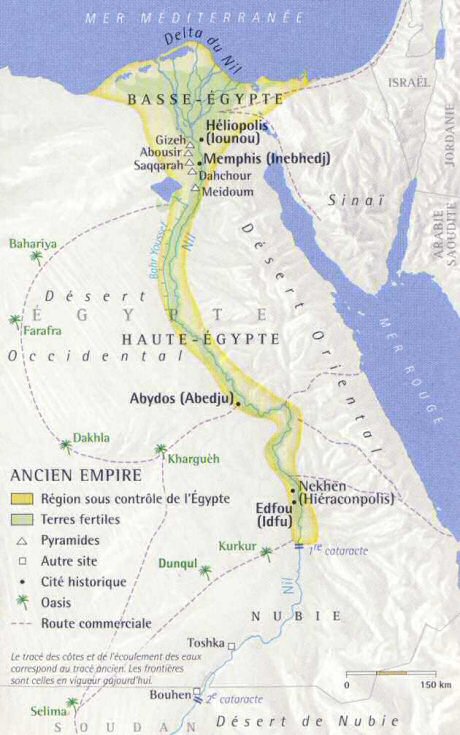 MER MÉDITERRANÉE
Delta du Nil
BASSE-ÉGYPTE
ISRAËL
JORDANIE
Héliopolis
(Iounou)
Gizeh
Abousir
Saqqarah
Memphis (Inebhedj)
Dahchour
Meidoum
Sinaï
ARABIE
SAOUDITE
Bahariya
Bahr Youssef
Nil
Désert Oriental
MER ROUGE
Désert
ÉGYPTE
Farafra
HAUTE-ÉGYPTE
Occidental
Abydos (Abedju)
Dakhla
Kharguèh
ANCIEN EMPIRE
Région sous contrôle de l'Égypte
Terres fertiles
Pyramides
Autre site
Cité historique
Oasis
Route commerciale
Nekhen
(Hiéraconpolis)
Edfou
(Idfu)
Kurkur
1re cataracte
Dunqul
Nil
NUBIE
Toshka
Le tracé des côtes et de l'écoulement des eaux
correspond au tracé ancien. Les frontières
sont celles en vigueur aujourd'hui.
0 150 km
Bouhen
2e cataracte
Selima
SOUDAN
Désert de Nubie